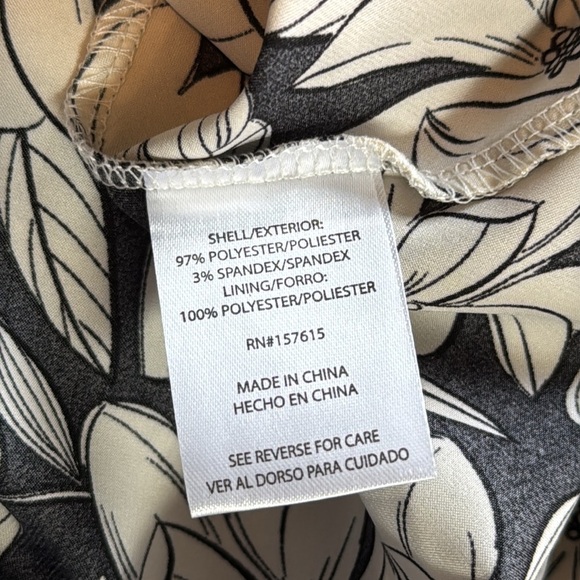 SHELL/EXTERIOR:
97% POLYESTER/POLIESTER
3% SPANDEX/SPANDEX
LINING/FORRO:
100% POLYESTER/POLIESTER
RN#157615
MADE IN CHINA
HECHO EN CHINA
SEE REVERSE FOR CARE
VER AL DORSO PARA CUIDADO